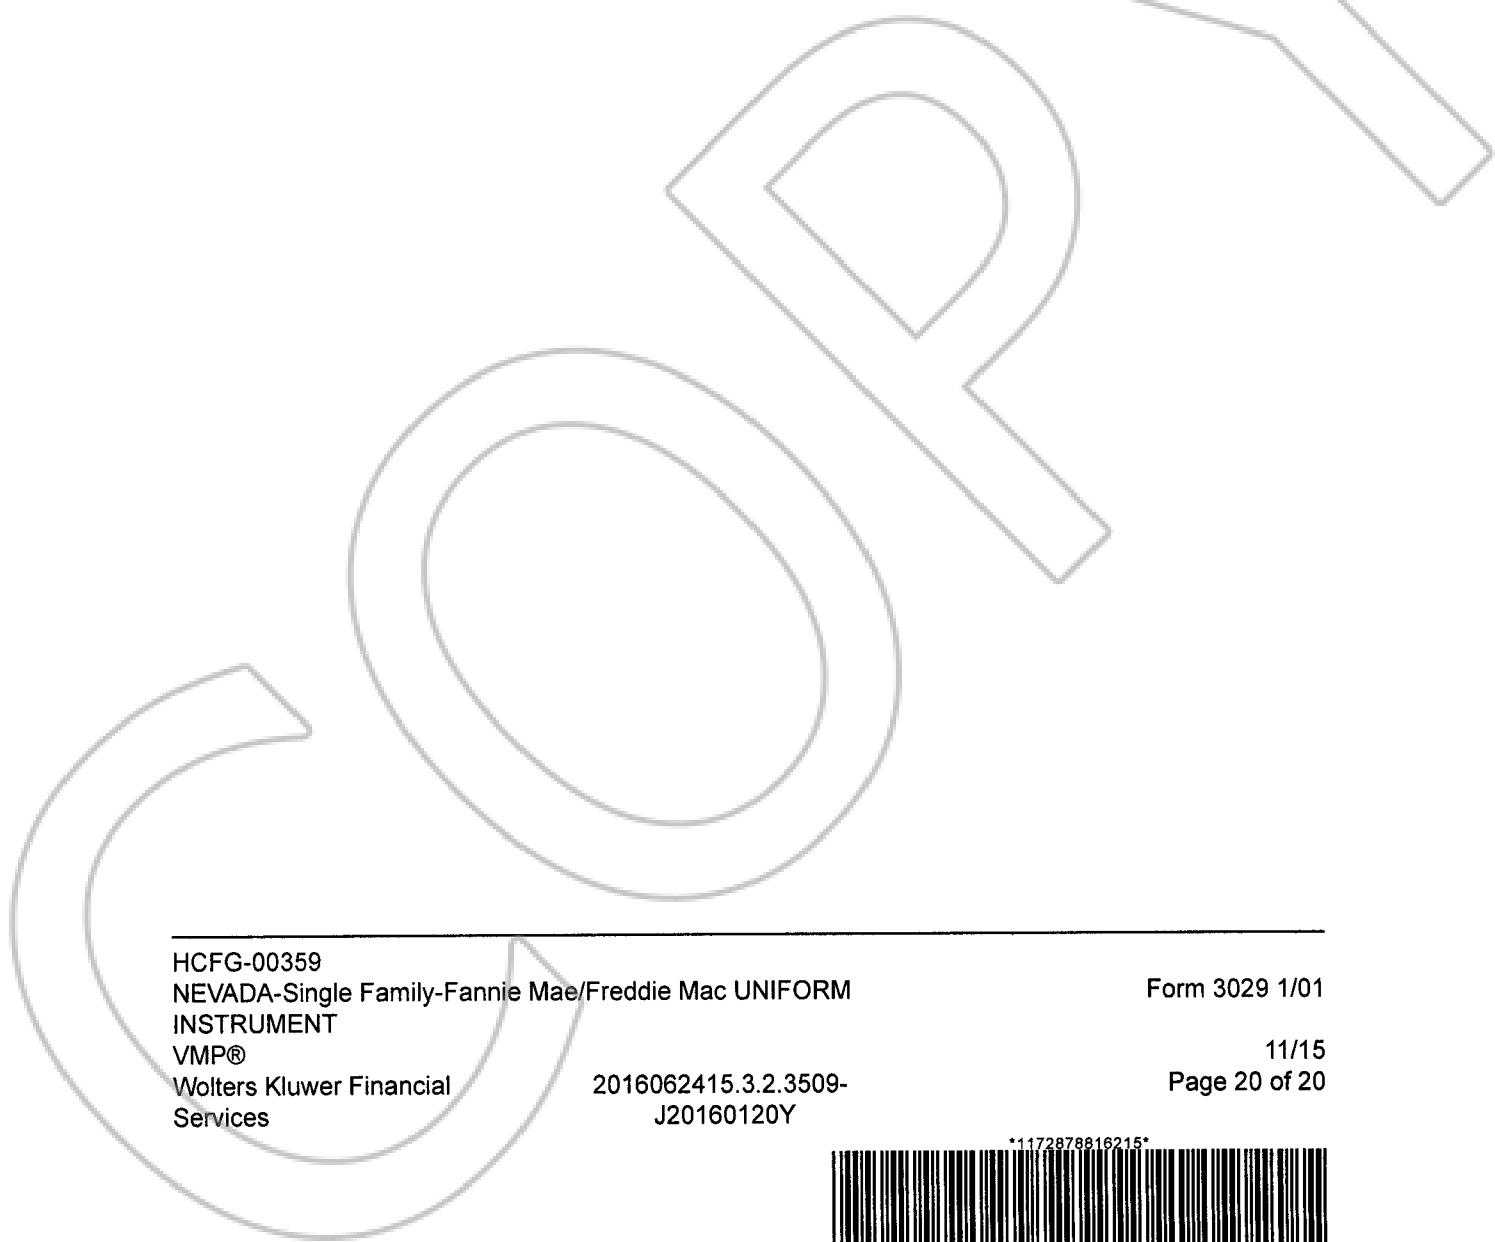 COPY
HCFG-00359
NEVADA-Single Family-Fannie Mae/Freddie Mac UNIFORM
INSTRUMENT
Form 3029 1/01
VMP®
11/15
Wolters Kluwer Financial
Services
2016062415.3.2.3509-
J20160120Y
Page 20 of 20
*1172878816215*